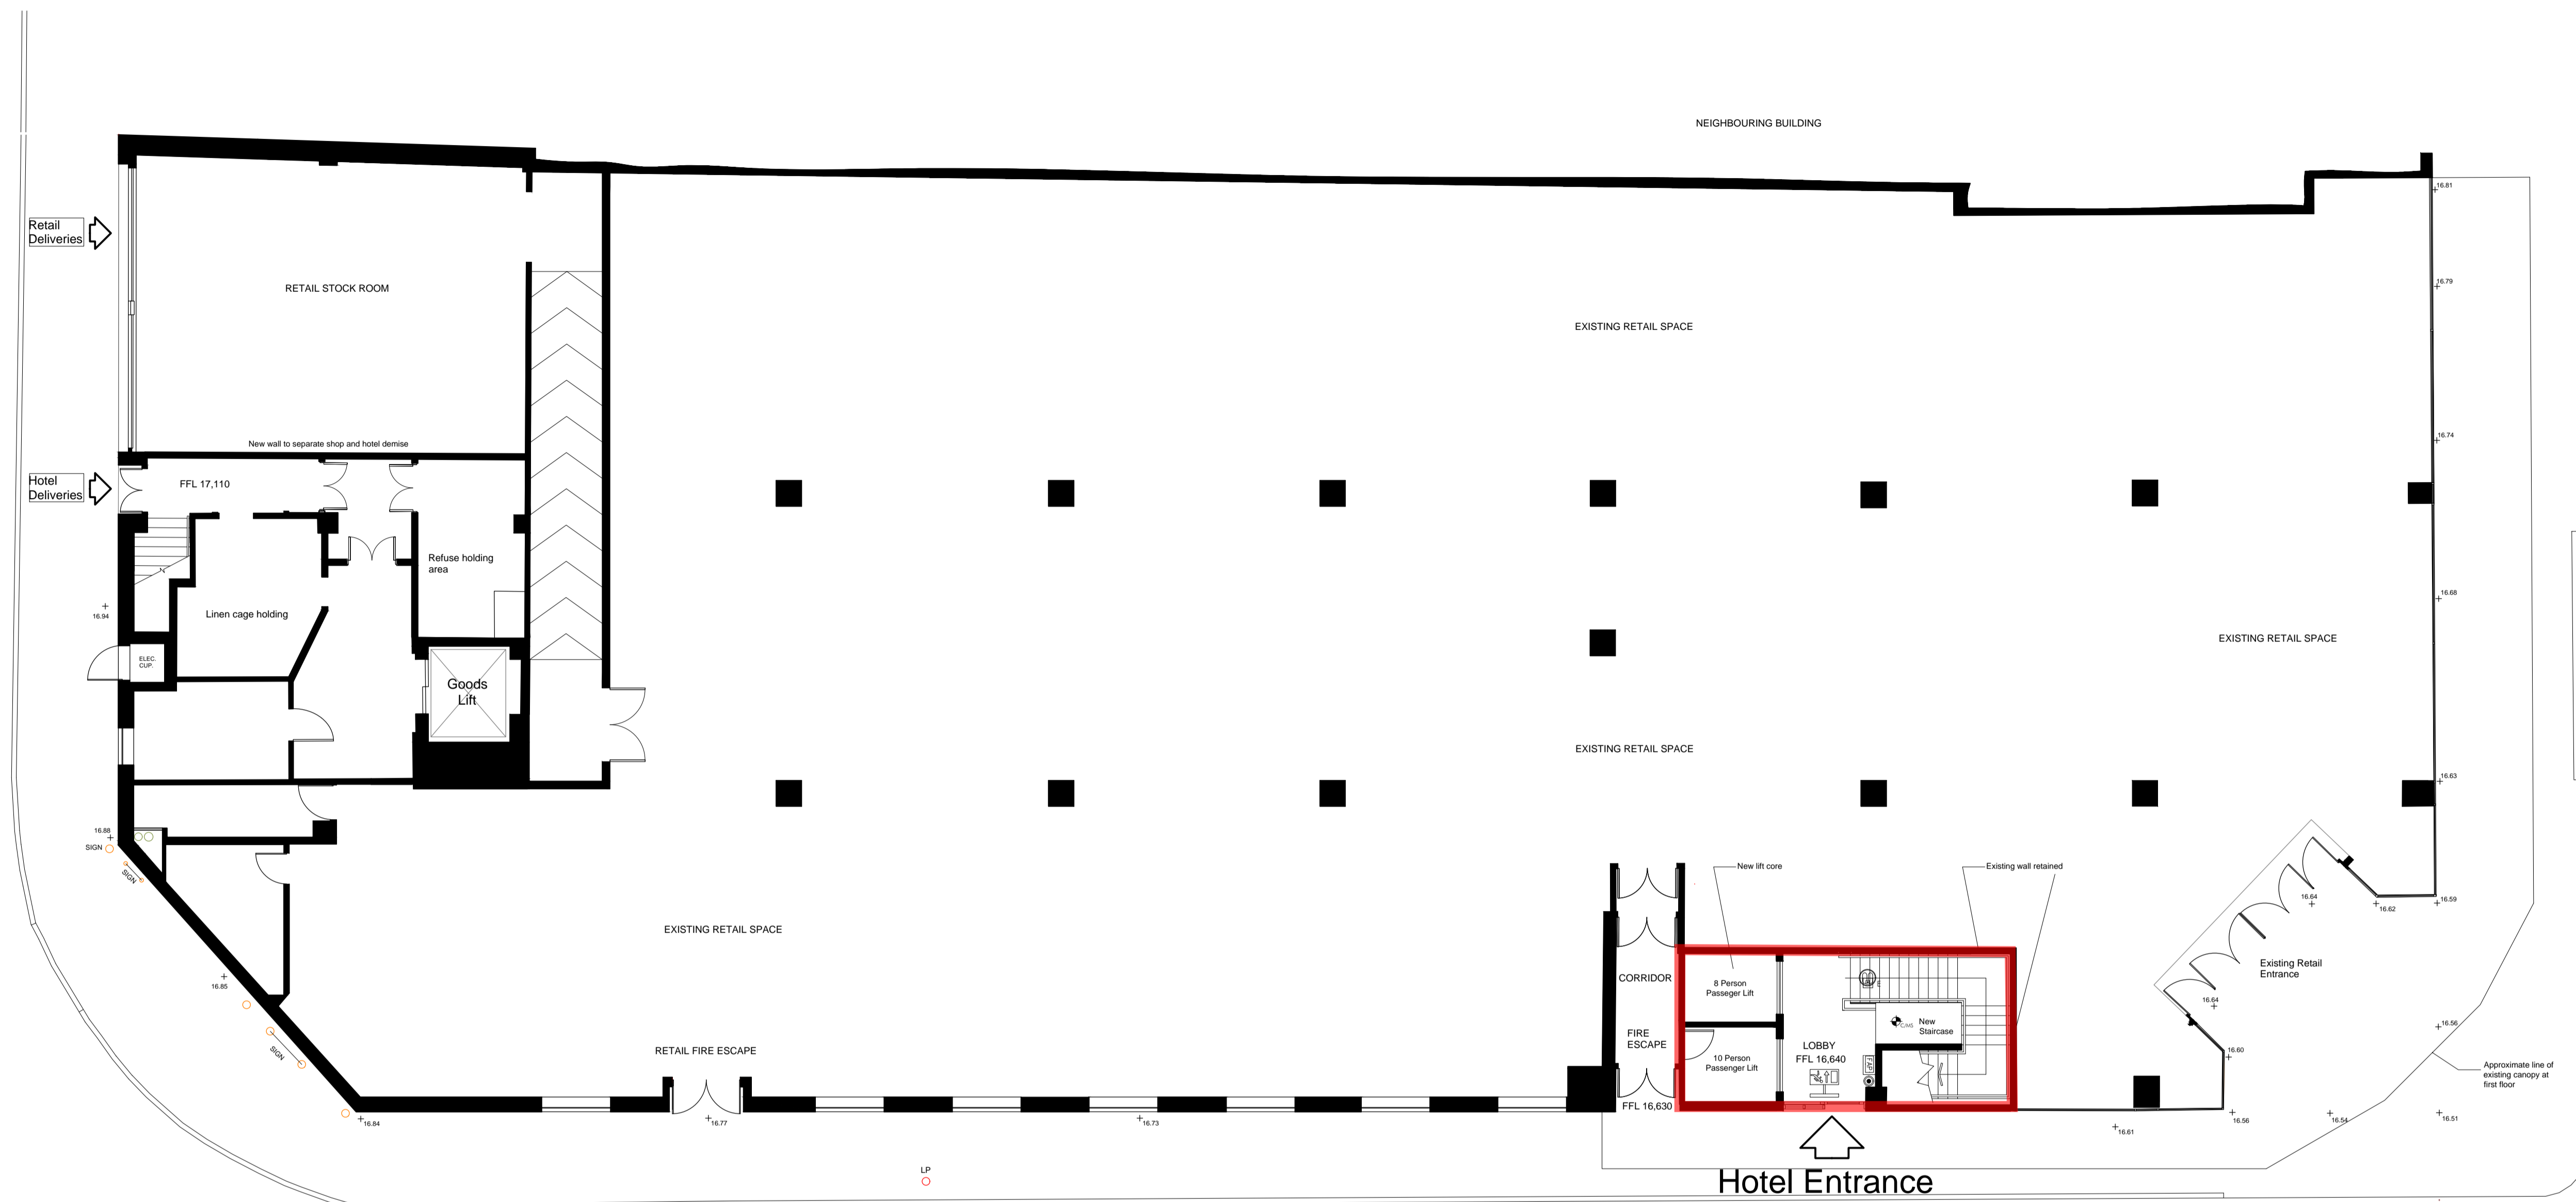 NEIGHBOURING BUILDING
16.81
Retail
Deliveries
16.79
RETAIL STOCK ROOM
EXISTING RETAIL SPACE
16.74
New wall to separate shop and hotel demise
Hotel
Deliveries
FFL 17,110
Refuse holding
area
16.68
Linen cage holding
16.94
EXISTING RETAIL SPACE
ELEC.
CUP.
Goods
Lift
EXISTING RETAIL SPACE
16.63
16.88
SIGN
SIGN
New lift core
Existing wall retained
16.64
16.62
16.59
EXISTING RETAIL SPACE
Existing Retail
Entrance
CORRIDOR
8 Person
Passeger Lift
16.85
16.64
New
Staircase
C/MS
16.56
FIRE
ESCAPE
LOBBY
FFL 16,640
RETAIL FIRE ESCAPE
SIGN
10 Person
Passenger Lift
FAP
16.60
Approximate line of
existing canopy at
first floor
FFL 16,630
16.84
16.77
16.73
16.61
16.56
16.54
16.51
LP
Hotel Entrance